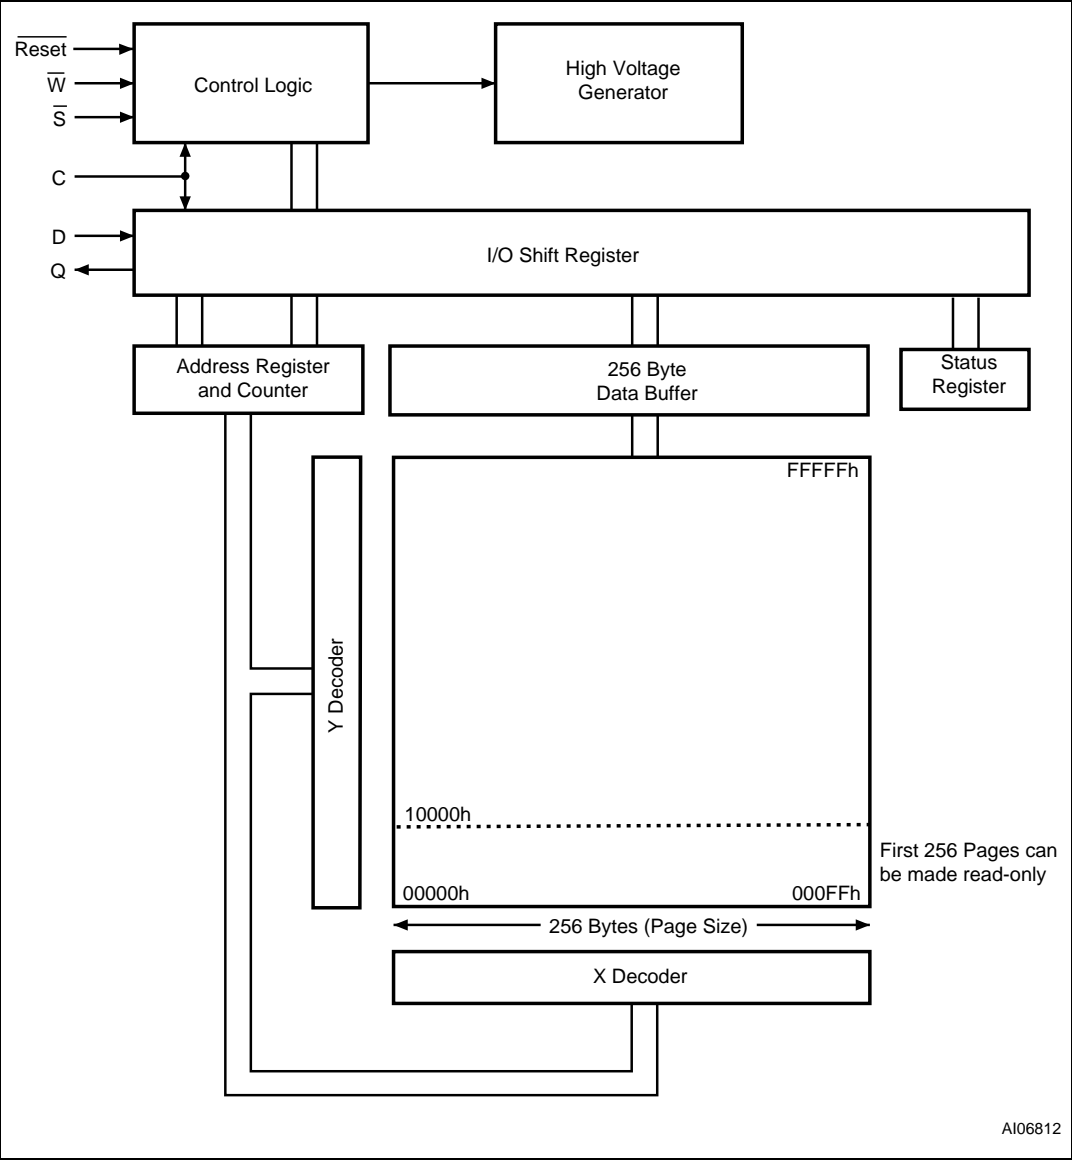 Reset
W
S
C
D
Q
Control Logic
High Voltage
Generator
I/O Shift Register
Address Register
and Counter
256 Byte
Data Buffer
Status
Register
FFFFFh
Y Decoder
10000h
First 256 Pages can
be made read-only
00000h
000FFh
256 Bytes (Page Size)
X Decoder
AI06812